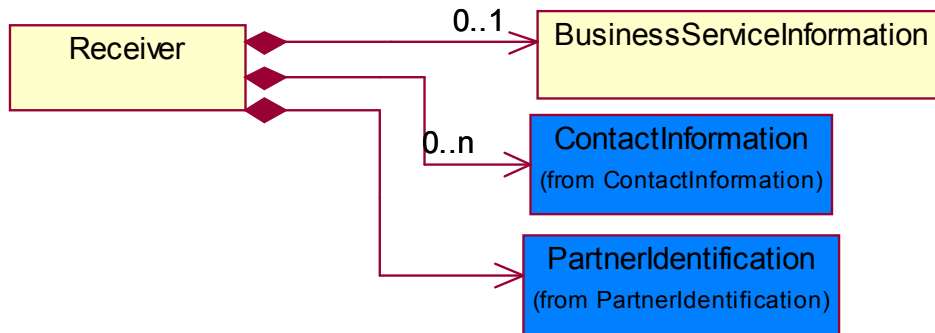 Receiver
0..1
BusinessServiceInformation
0..n
ContactInformation
(from ContactInformation)
PartnerIdentification
(from PartnerIdentification)